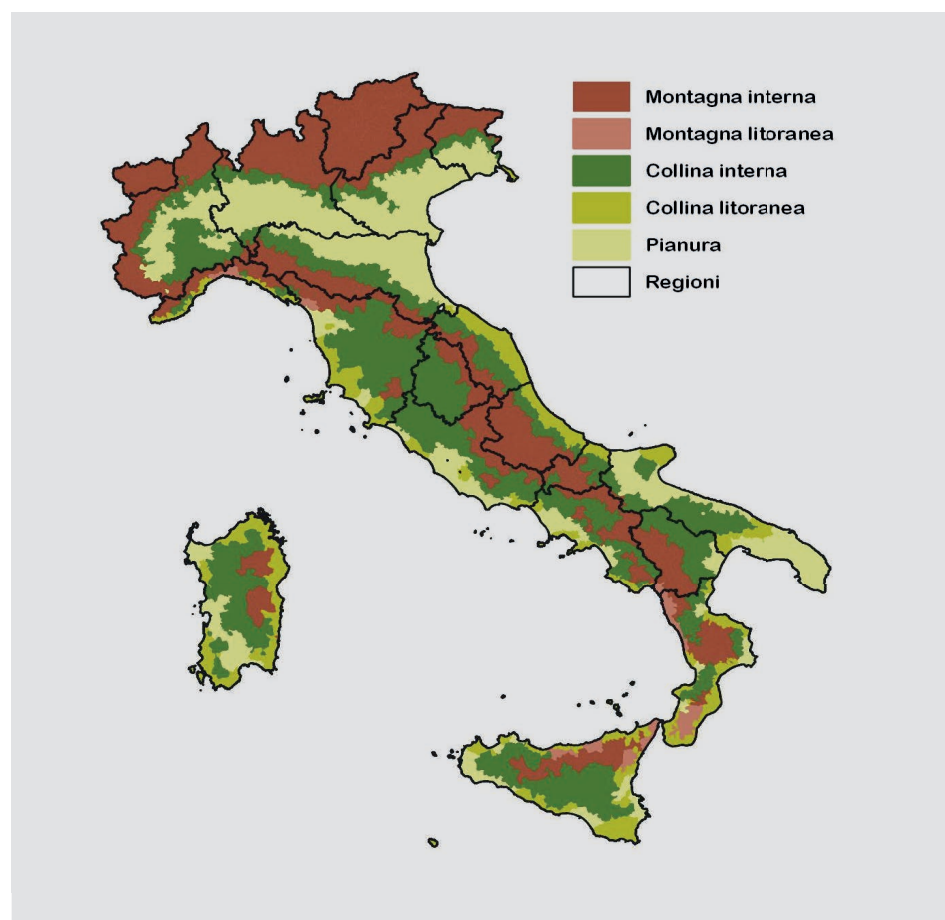 Montagna interna
Montagna litoranea
Collina interna
Collina litoranea
Pianura
Regioni